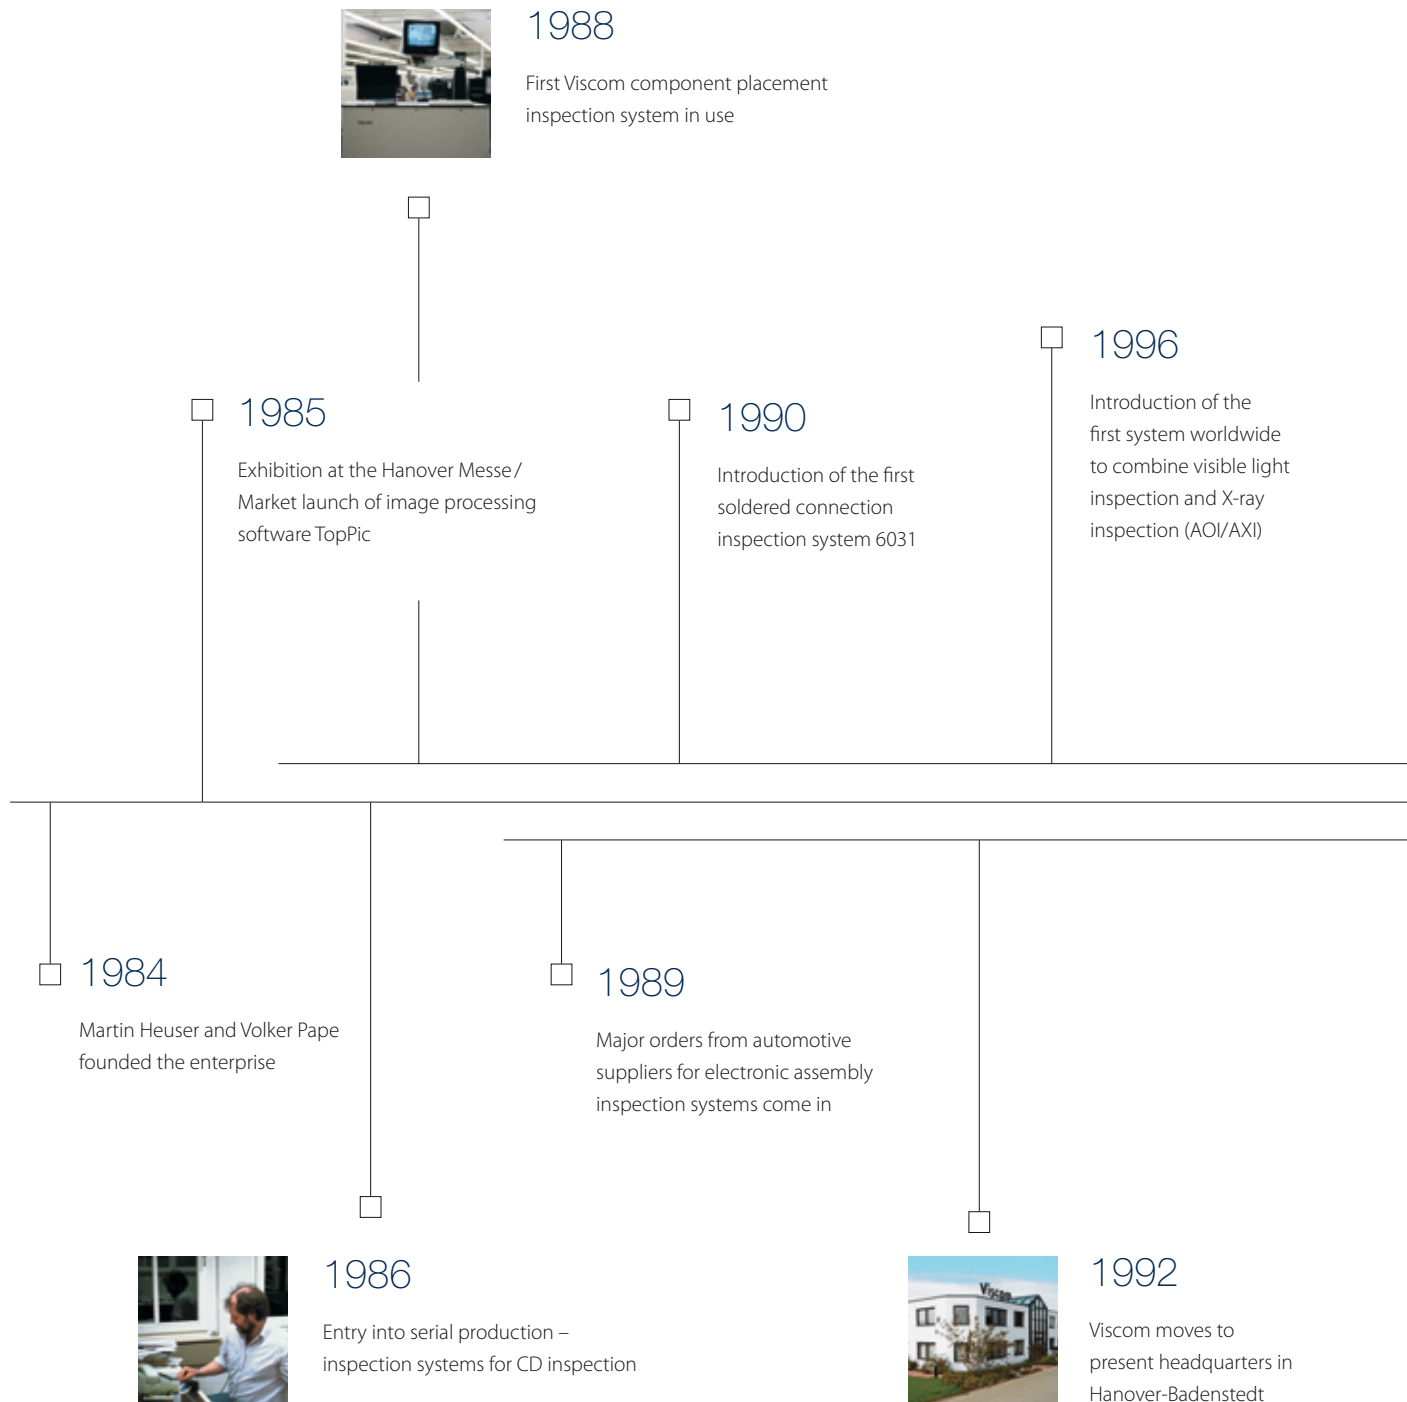 1988
First Viscom component placement
inspection system in use
1985
Exhibition at the Hanover Messe/
Market launch of image processing
software TopPic
1990
Introduction of the first
soldered connection
inspection system 6031
1996
Introduction of the
first system worldwide
to combine visible light
inspection and X-ray
inspection (AOI/AXI)
1984
Martin Heuser and Volker Pape
founded the enterprise
1989
Major orders from automotive
suppliers for electronic assembly
inspection systems come in
1986
Entry into serial production –
inspection systems for CD inspection
Viscom
1992
Viscom moves to
present headquarters in
Hanover-Badenstedt